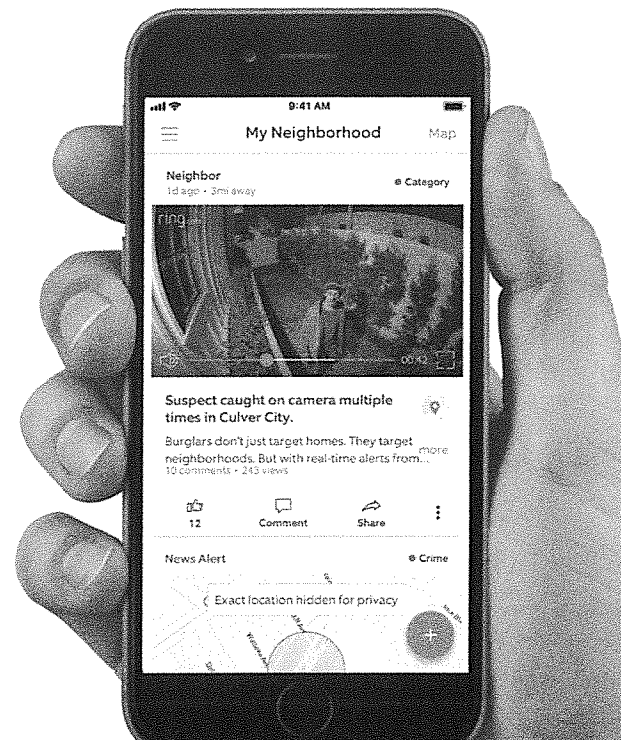 9:41 AM
My Neighborhood
Map
Neighbor
1d ago • 3mi away
Category
ring
00:42
Suspect caught on camera multiple
times in Culver City.
Burglars don't just target homes. They target
neighborhoods. But with real-time alerts from...
more
10 comments • 243 views
12
Comment
Share
News Alert
Crime
Exact location hidden for privacy